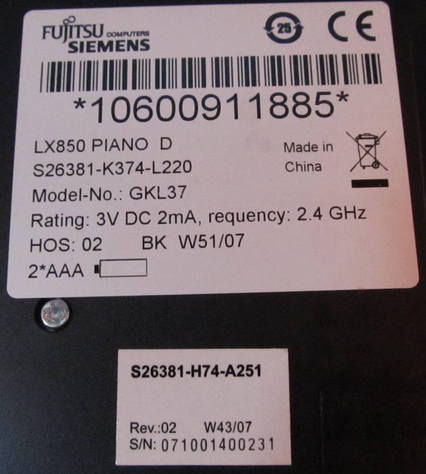 FUJITSU COMPUTERS
SIEMENS
25
CE
*10600911885*
LX850 PIANO D
S26381-K374-L220
Made in
China
Model-No.: GKL37
Rating: 3V DC 2mA, requency: 2.4 GHz
HOS: 02 BK W51/07
2*AAA
S26381-H74-A251
Rev.:02 W43/07
S/N: 071001400231